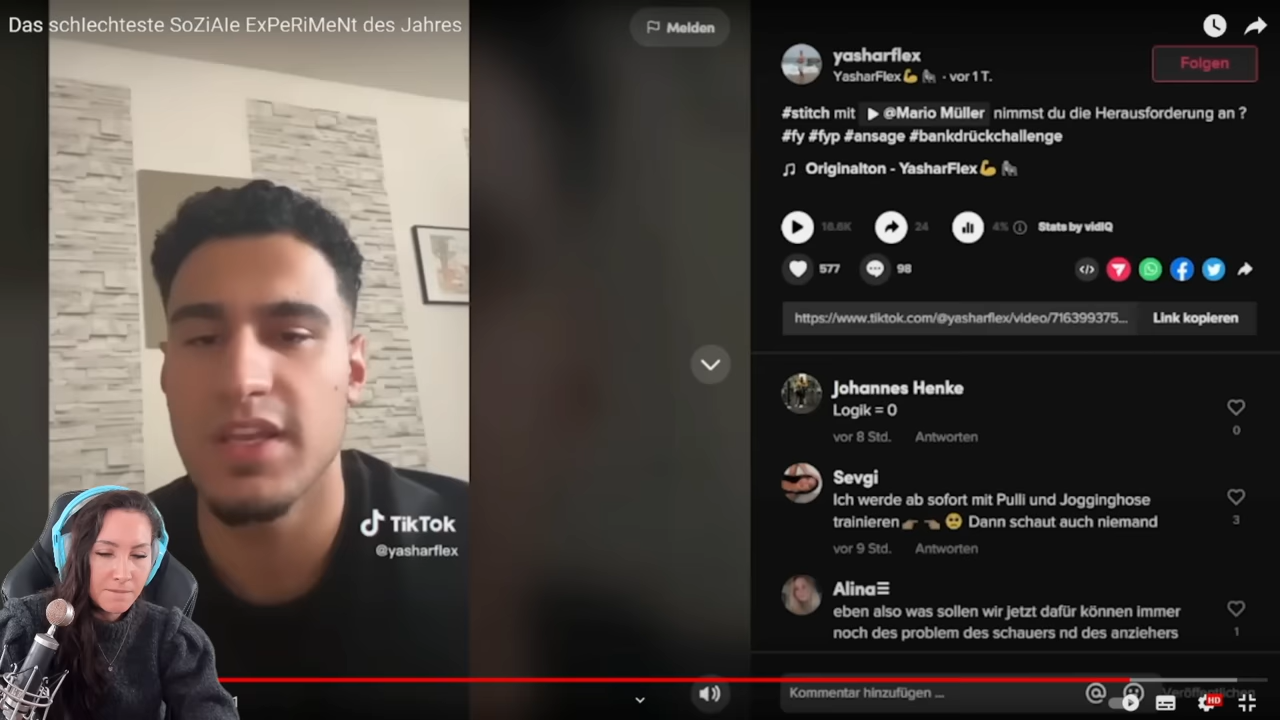 Das schlechteste SoZiAle ExPeRiMeNt des Jahres
Melden
yasharflex
YasharFlex💪🦍 · vor 1 T.
Folgen
#stitch mit ▶ @Mario Müller nimmst du die Herausforderung an ?
#fy #fyp #ansage #bankdrückchallenge
Originalton - YasharFlex💪🦍
24
4%
Stats by vidIQ
577
98
https://www.tiktok.com/@yasharflex/video/716399375...
Link kopieren
Johannes Henke
Logik = 0
0
vor 8 Std. Antworten
Sevgi
Ich werde ab sofort mit Pulli und Jogginghose
trainieren 🫱🫲🥺 Dann schaut auch niemand
3
vor 9 Std. Antworten
Alina☰
eben also was sollen wir jetzt dafür können immer
noch des problem des schauers nd des anziehers
1
TikTok
@yasharflex
Kommentar hinzufügen ...
Veröffentlichen
HD